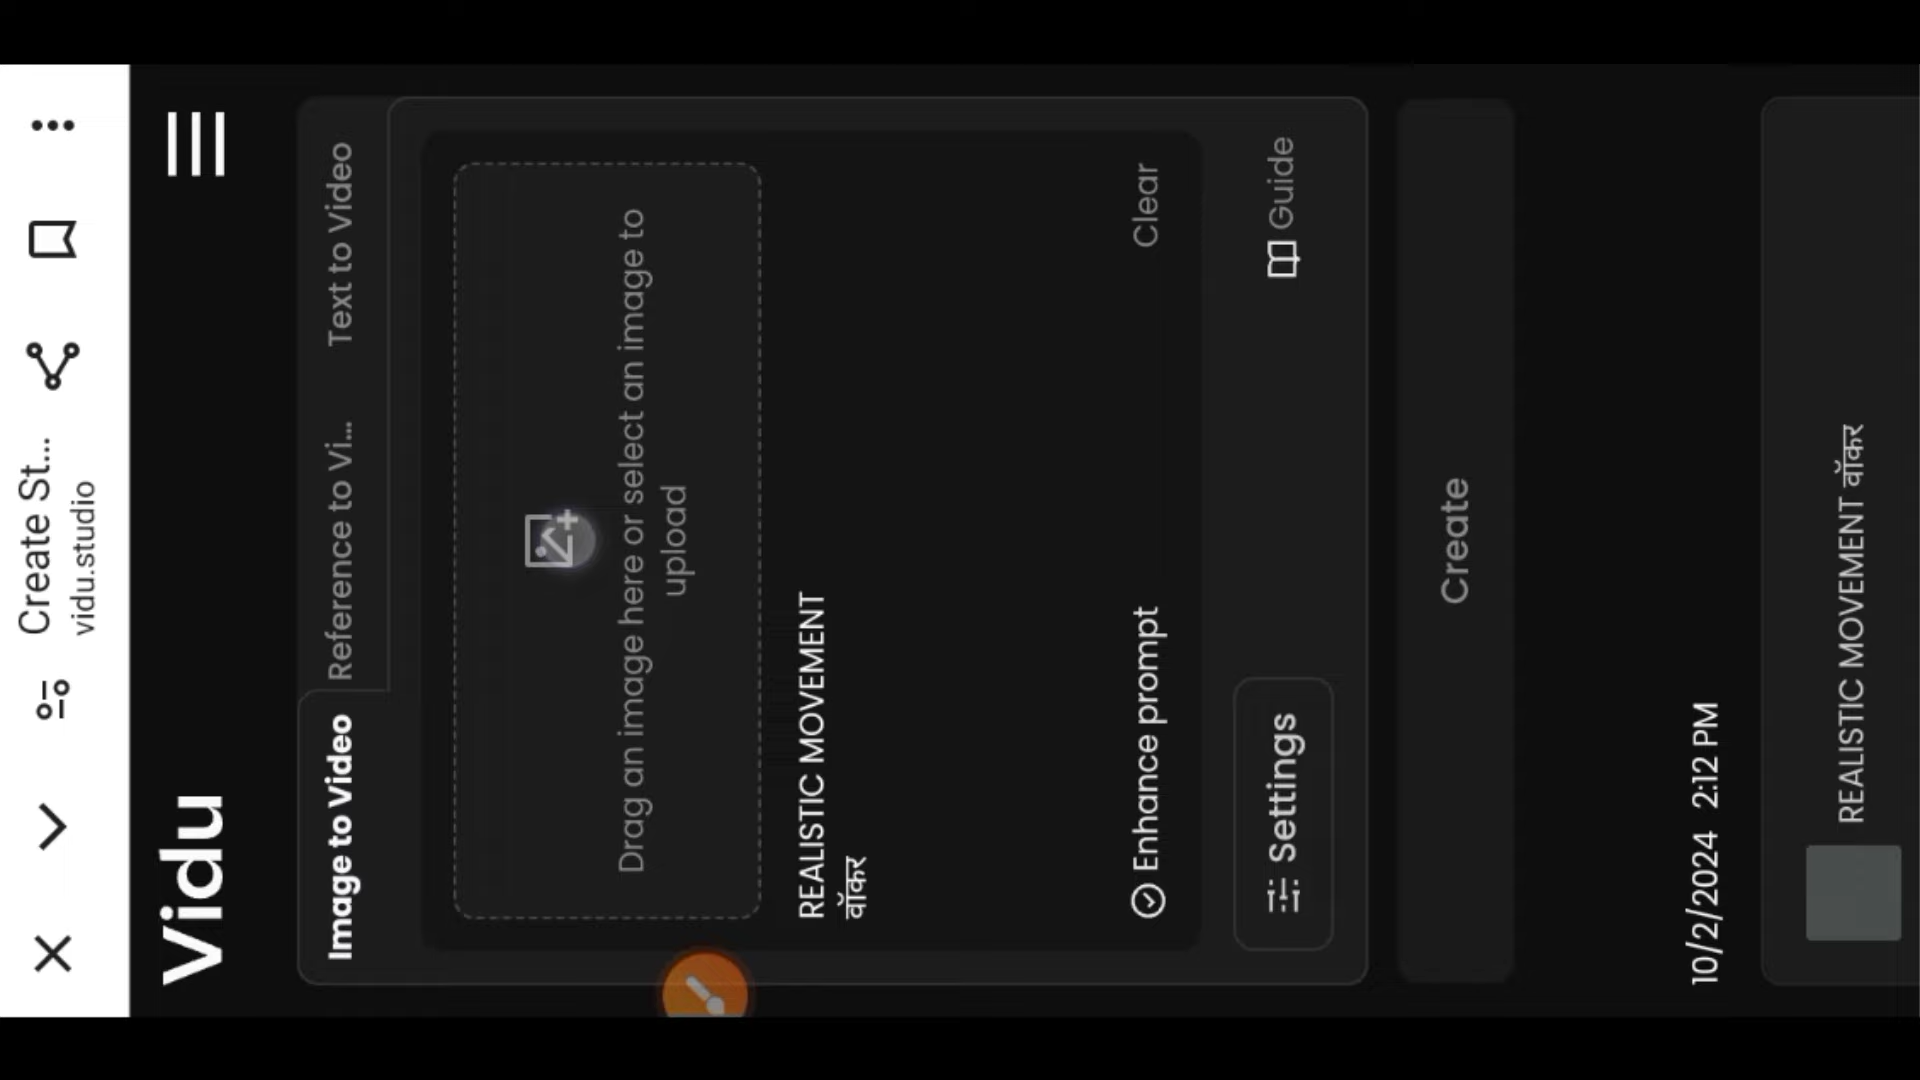 Create St...
vidu.studio
Vidu
Image to Video
Reference to Vi...
Text to Video
Drag an image here or select an image to
upload
REALISTIC MOVEMENT
वॉकर
Enhance prompt
Clear
Settings
Guide
Create
10/2/2024 2:12 PM
REALISTIC MOVEMENT वॉकर